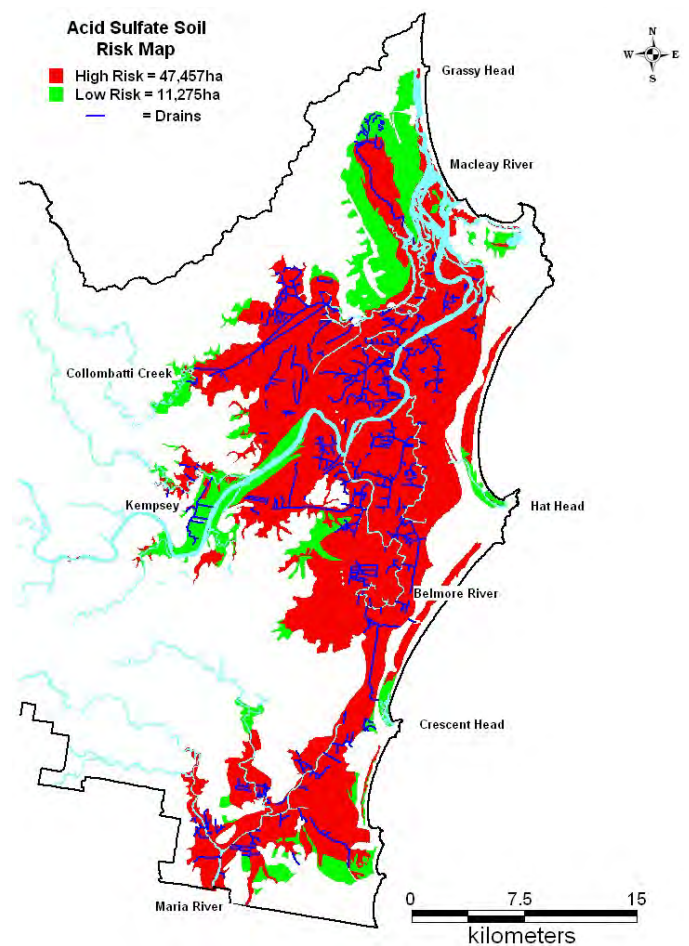 Acid Sulfate Soil
Risk Map
High Risk = 47,457ha
Low Risk = 11,275ha
= Drains
N
W E
S
Grassy Head
Macleay River
Collombatti Creek
Kempsey
Hat Head
Belmore River
Crescent Head
Maria River
0 7.5 15
kilometers